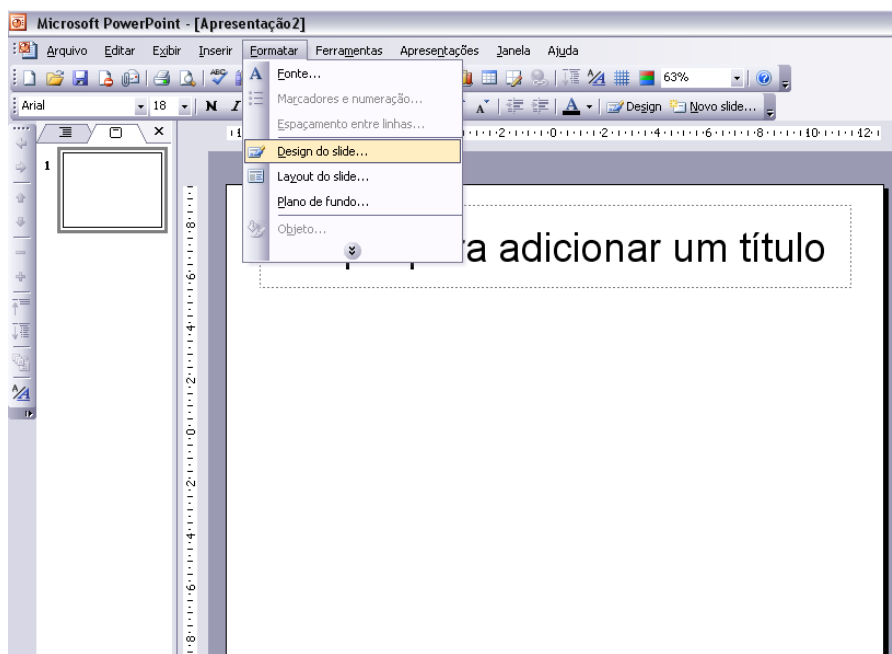 Microsoft PowerPoint - [Apresentação2]
Arquivo Editar Exibir Inserir Formatar Ferramentas Apresentações Janela Ajuda
63%
Arial 18 N I A Design Novo slide...
Fonte...
Marcadores e numeração...
Espaçamento entre linhas...
Design do slide...
Layout do slide...
Plano de fundo...
Objeto...
1
adicionar um título